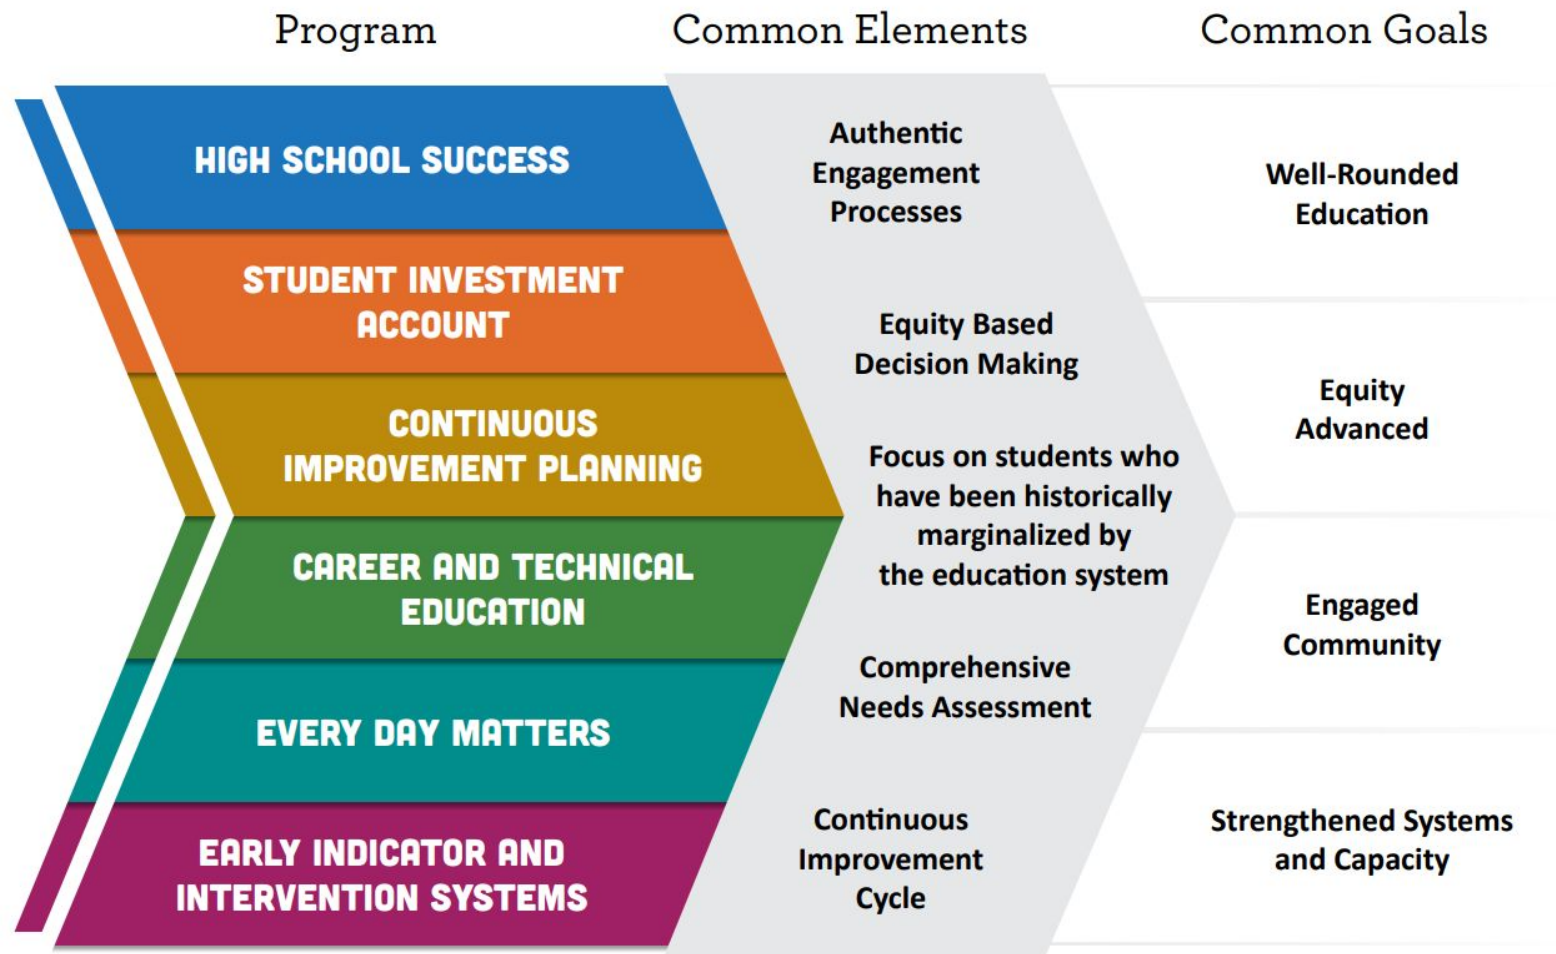 Program
Common Elements
Common Goals
HIGH SCHOOL SUCCESS
STUDENT INVESTMENT
ACCOUNT
CONTINUOUS
IMPROVEMENT PLANNING
CAREER AND TECHNICAL
EDUCATION
EVERY DAY MATTERS
EARLY INDICATOR AND
INTERVENTION SYSTEMS
Authentic
Engagement
Processes
Equity Based
Decision Making
Focus on students who
have been historically
marginalized by
the education system
Comprehensive
Needs Assessment
Continuous
Improvement
Cycle
Well-Rounded
Education
Equity
Advanced
Engaged
Community
Strengthened Systems
and Capacity